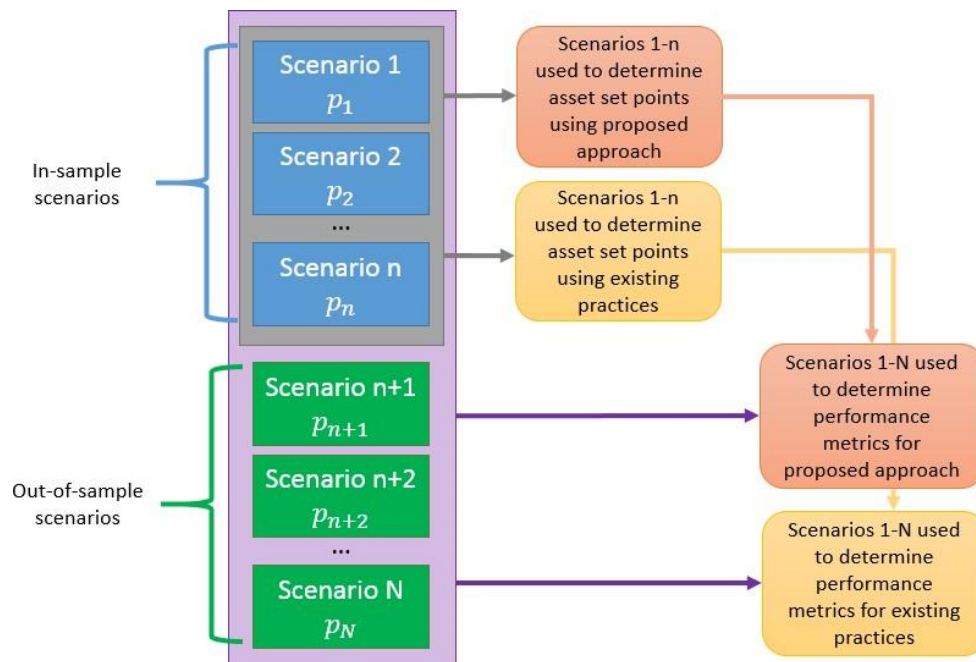 In-sample
scenarios
Scenario 1
p₁
Scenario 2
p₂
...
Scenario n
pₙ
Scenarios 1-n
used to determine
asset set points
using proposed
approach
Scenarios 1-n
used to determine
asset set points
using existing
practices
Out-of-sample
scenarios
Scenario n+1
pₙ₊₁
Scenario n+2
pₙ₊₂
...
Scenario N
p_N
Scenarios 1-N used
to determine
performance
metrics for
proposed approach
Scenarios 1-N used
to determine
performance
metrics for existing
practices